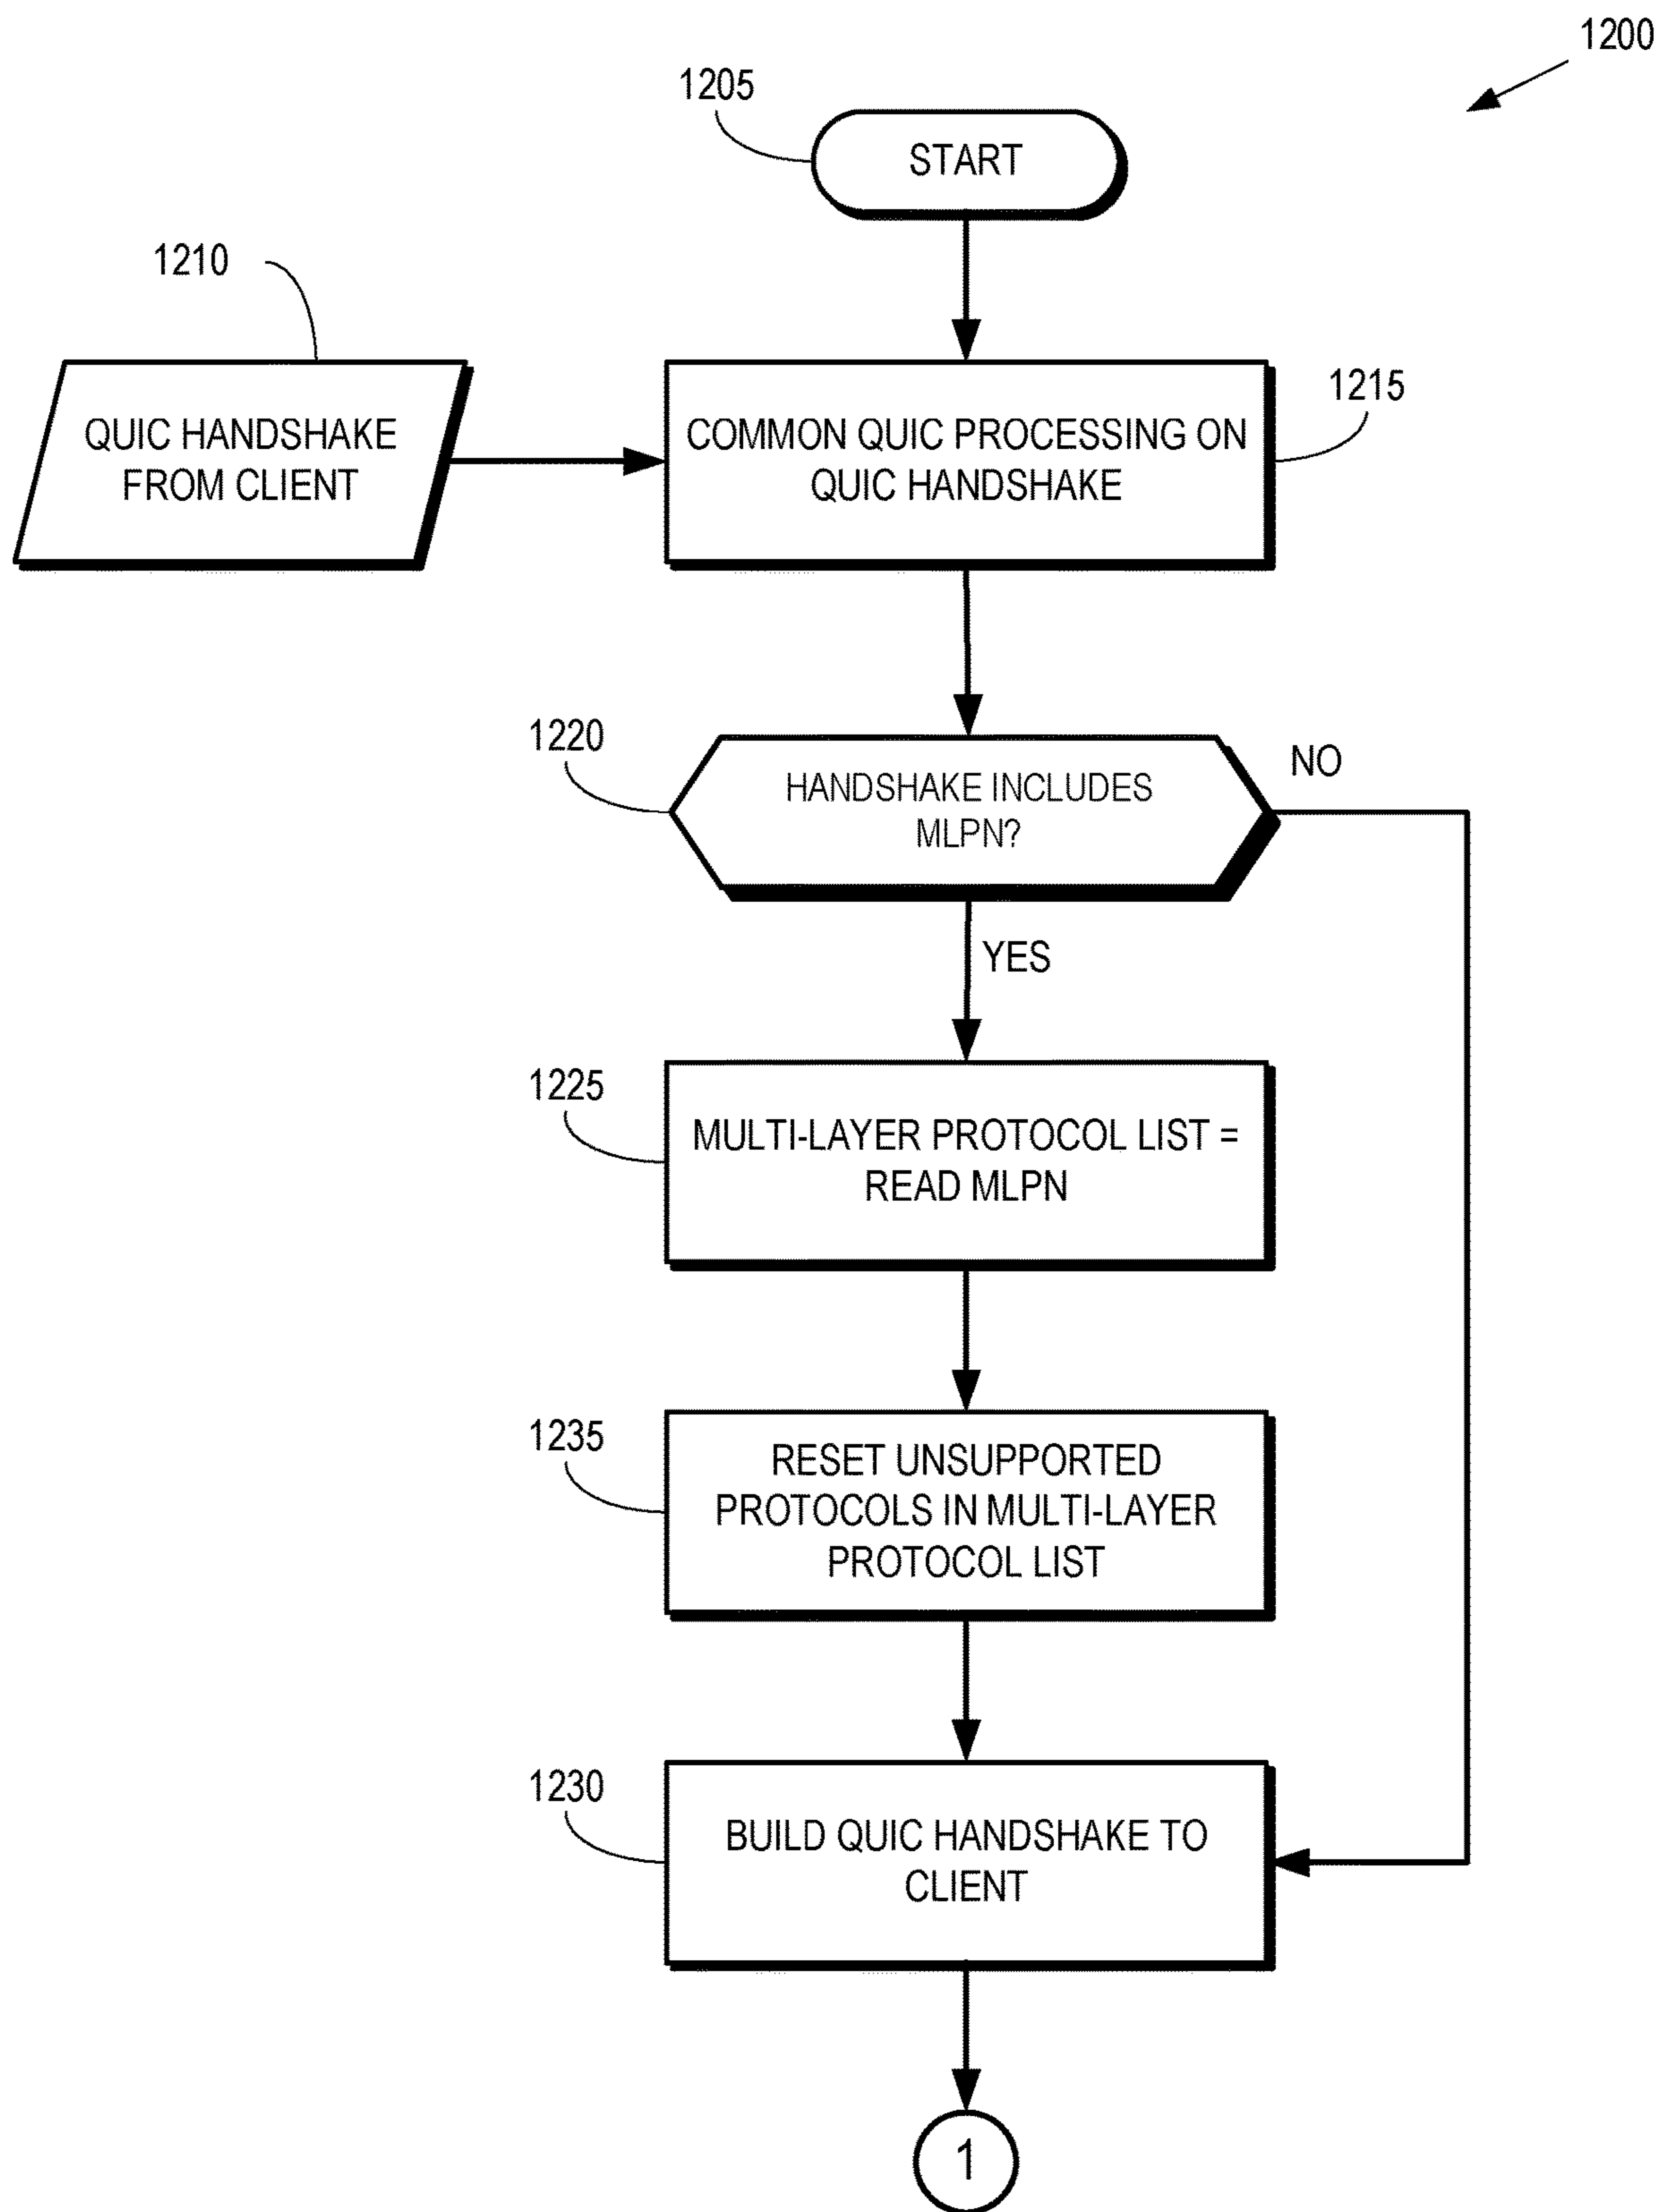 1200
1205
START
1210
QUIC HANDSHAKE
FROM CLIENT
COMMON QUIC PROCESSING ON
QUIC HANDSHAKE
1215
1220
HANDSHAKE INCLUDES
MLPN?
NO
YES
1225
MULTI-LAYER PROTOCOL LIST =
READ MLPN
1235
RESET UNSUPPORTED
PROTOCOLS IN MULTI-LAYER
PROTOCOL LIST
1230
BUILD QUIC HANDSHAKE TO
CLIENT
1